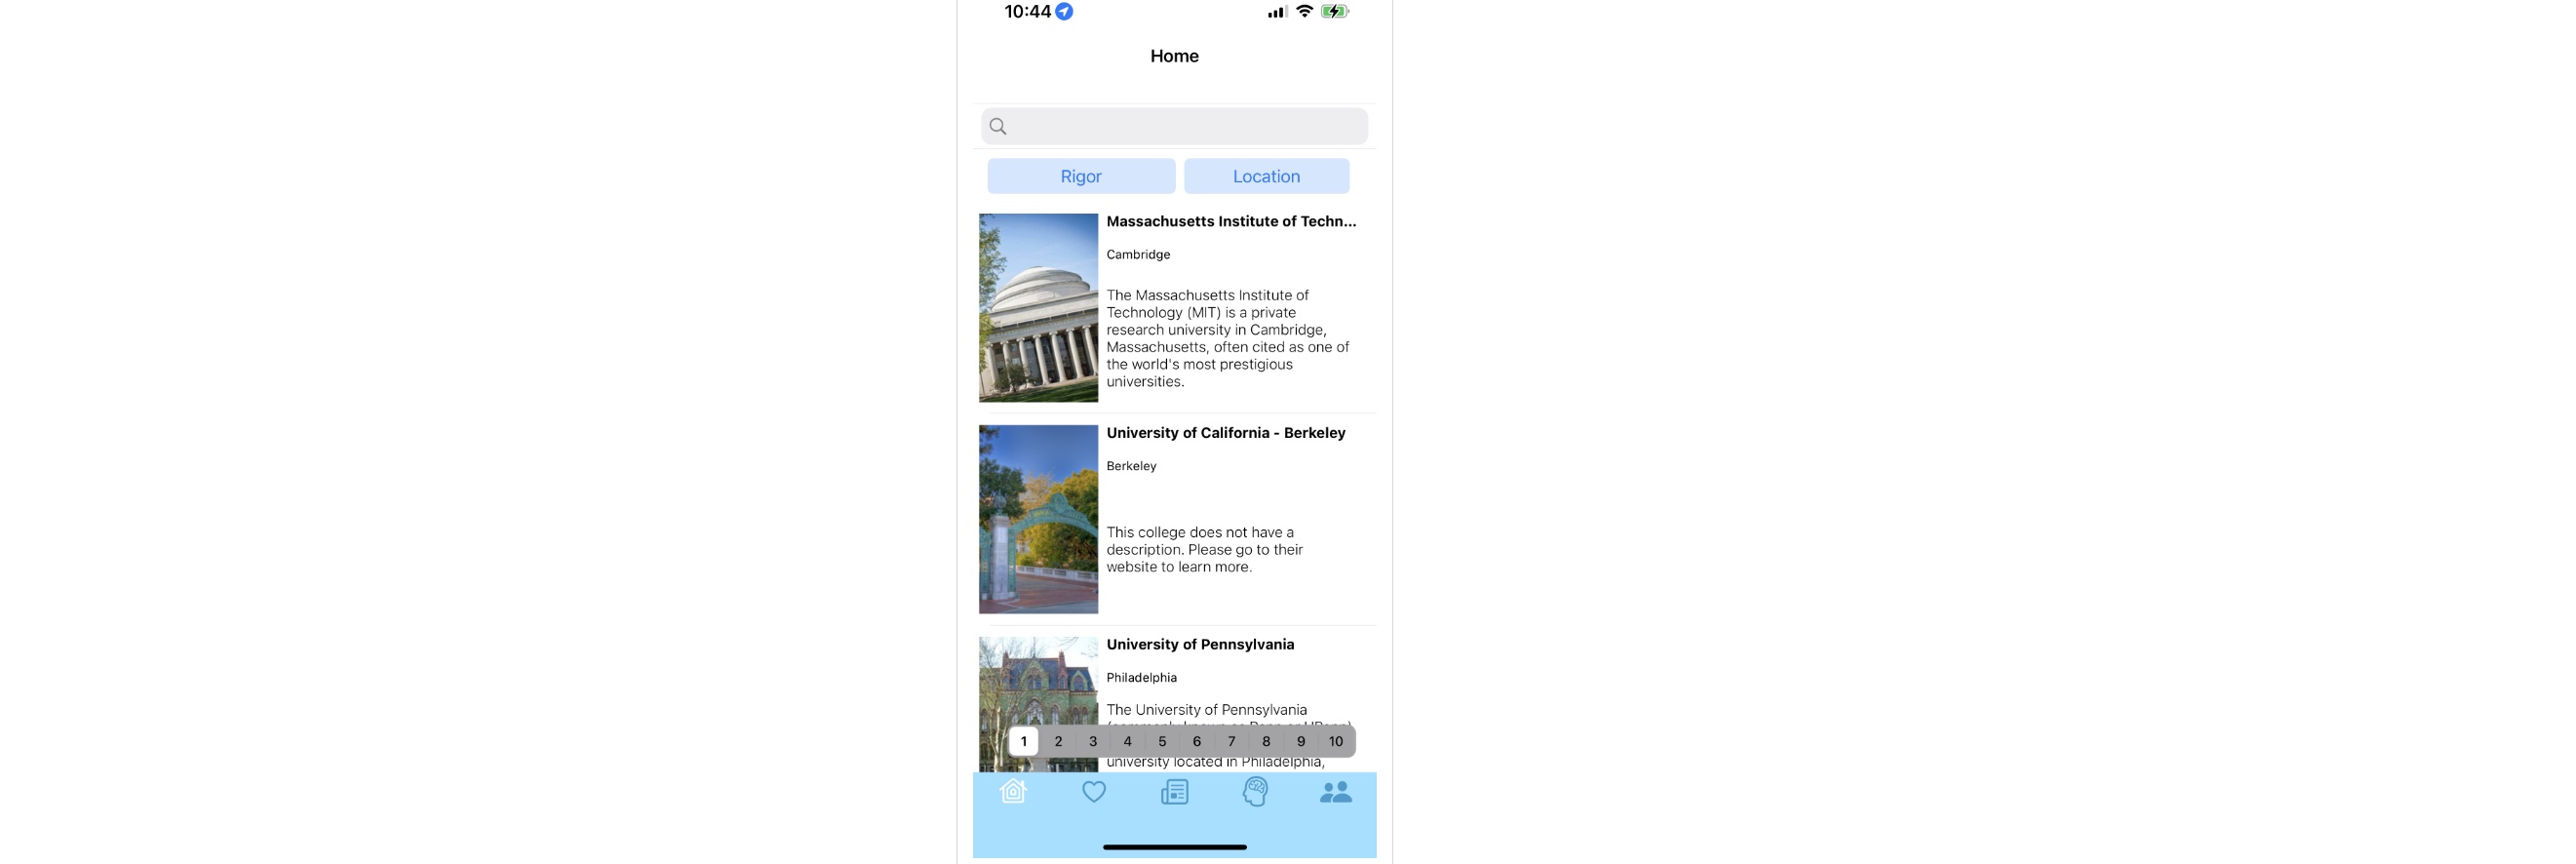 10:44
Home
Rigor
Location
Massachusetts Institute of Techn...
Cambridge
The Massachusetts Institute of
Technology (MIT) is a private
research university in Cambridge,
Massachusetts, often cited as one of
the world's most prestigious
universities.
University of California - Berkeley
Berkeley
This college does not have a
description. Please go to their
website to learn more.
University of Pennsylvania
Philadelphia
The University of Pennsylvania
1 2 3 4 5 6 7 8 9 10
university located in Philadelphia,